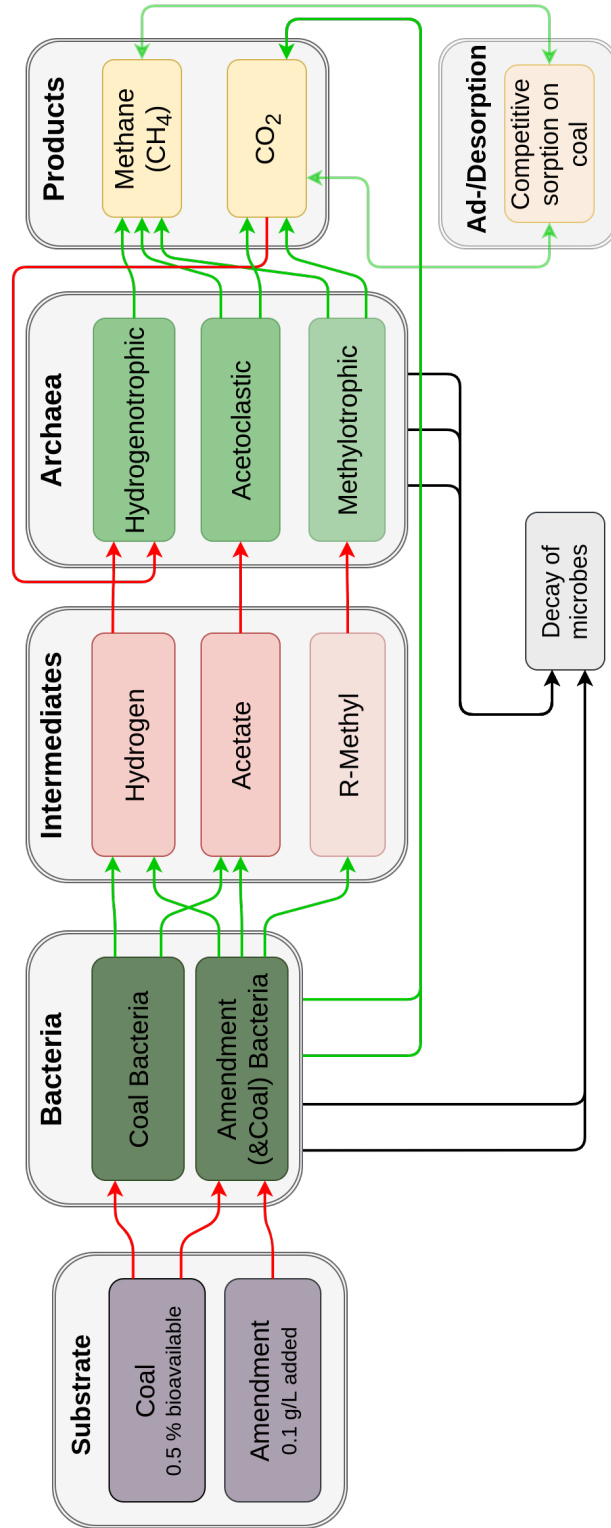 Substrate
Coal
0.5 % bioavailable
Amendment
0.1 g/L added
Bacteria
Coal Bacteria
Amendment
(&Coal) Bacteria
Intermediates
Hydrogen
Acetate
R-Methyl
Archaea
Hydrogenotrophic
Acetoclastic
Methylotrophic
Products
Methane
(CH4)
CO2
Decay of
microbes
Ad-/Desorption
Competitive
sorption on
coal